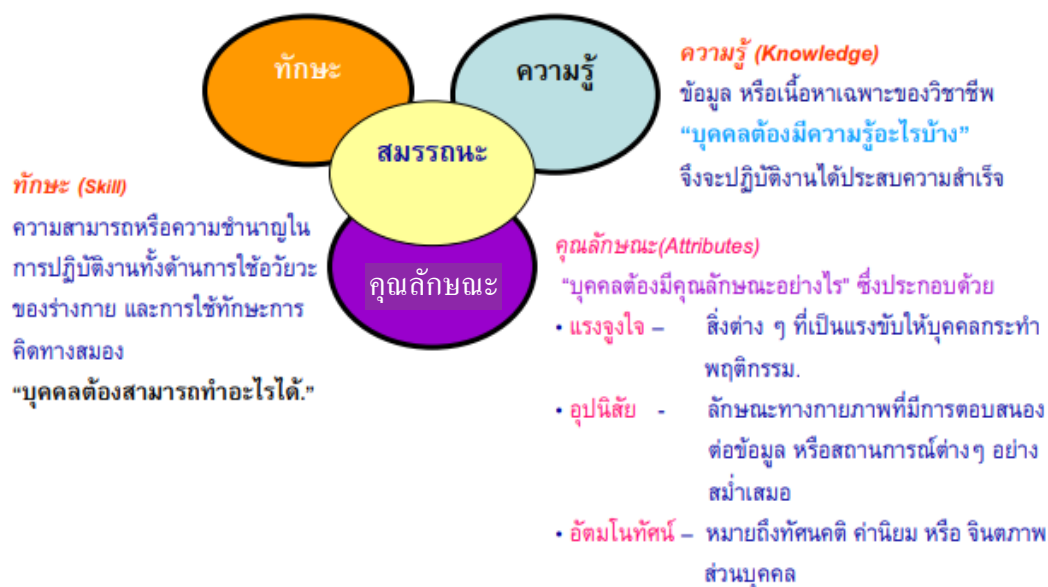 ทักษะ
ความรู้
สมรรถนะ
คุณลักษณะ
ความรู้ (Knowledge)
ข้อมูล หรือเนื้อหาเฉพาะของวิชาชีพ
“บุคคลต้องมีความรู้อะไรบ้าง”
จึงจะปฏิบัติงานได้ประสบความสำเร็จ
ทักษะ (Skill)
ความสามารถหรือความชำนาญใน
การปฏิบัติงานทั้งด้านการใช้อวัยวะ
ของร่างกาย และการใช้ทักษะการ
คิดทางสมอง
“บุคคลต้องสามารถทำอะไรได้.”
คุณลักษณะ(Attributes)
“บุคคลต้องมีคุณลักษณะอย่างไร” ซึ่งประกอบด้วย
• แรงจูงใจ – สิ่งต่าง ๆ ที่เป็นแรงขับให้บุคคลกระทำ
พฤติกรรม.
• อุปนิสัย - ลักษณะทางกายภาพที่มีการตอบสนอง
ต่อข้อมูล หรือสถานการณ์ต่างๆ อย่าง
สม่ำเสมอ
• อัตมโนทัศน์ – หมายถึงทัศนคติ ค่านิยม หรือ จินตภาพ
ส่วนบุคคล